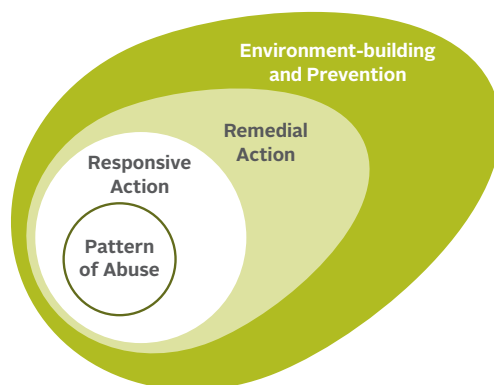 Environment-building
and Prevention
Remedial
Action
Responsive
Action
Pattern
of Abuse